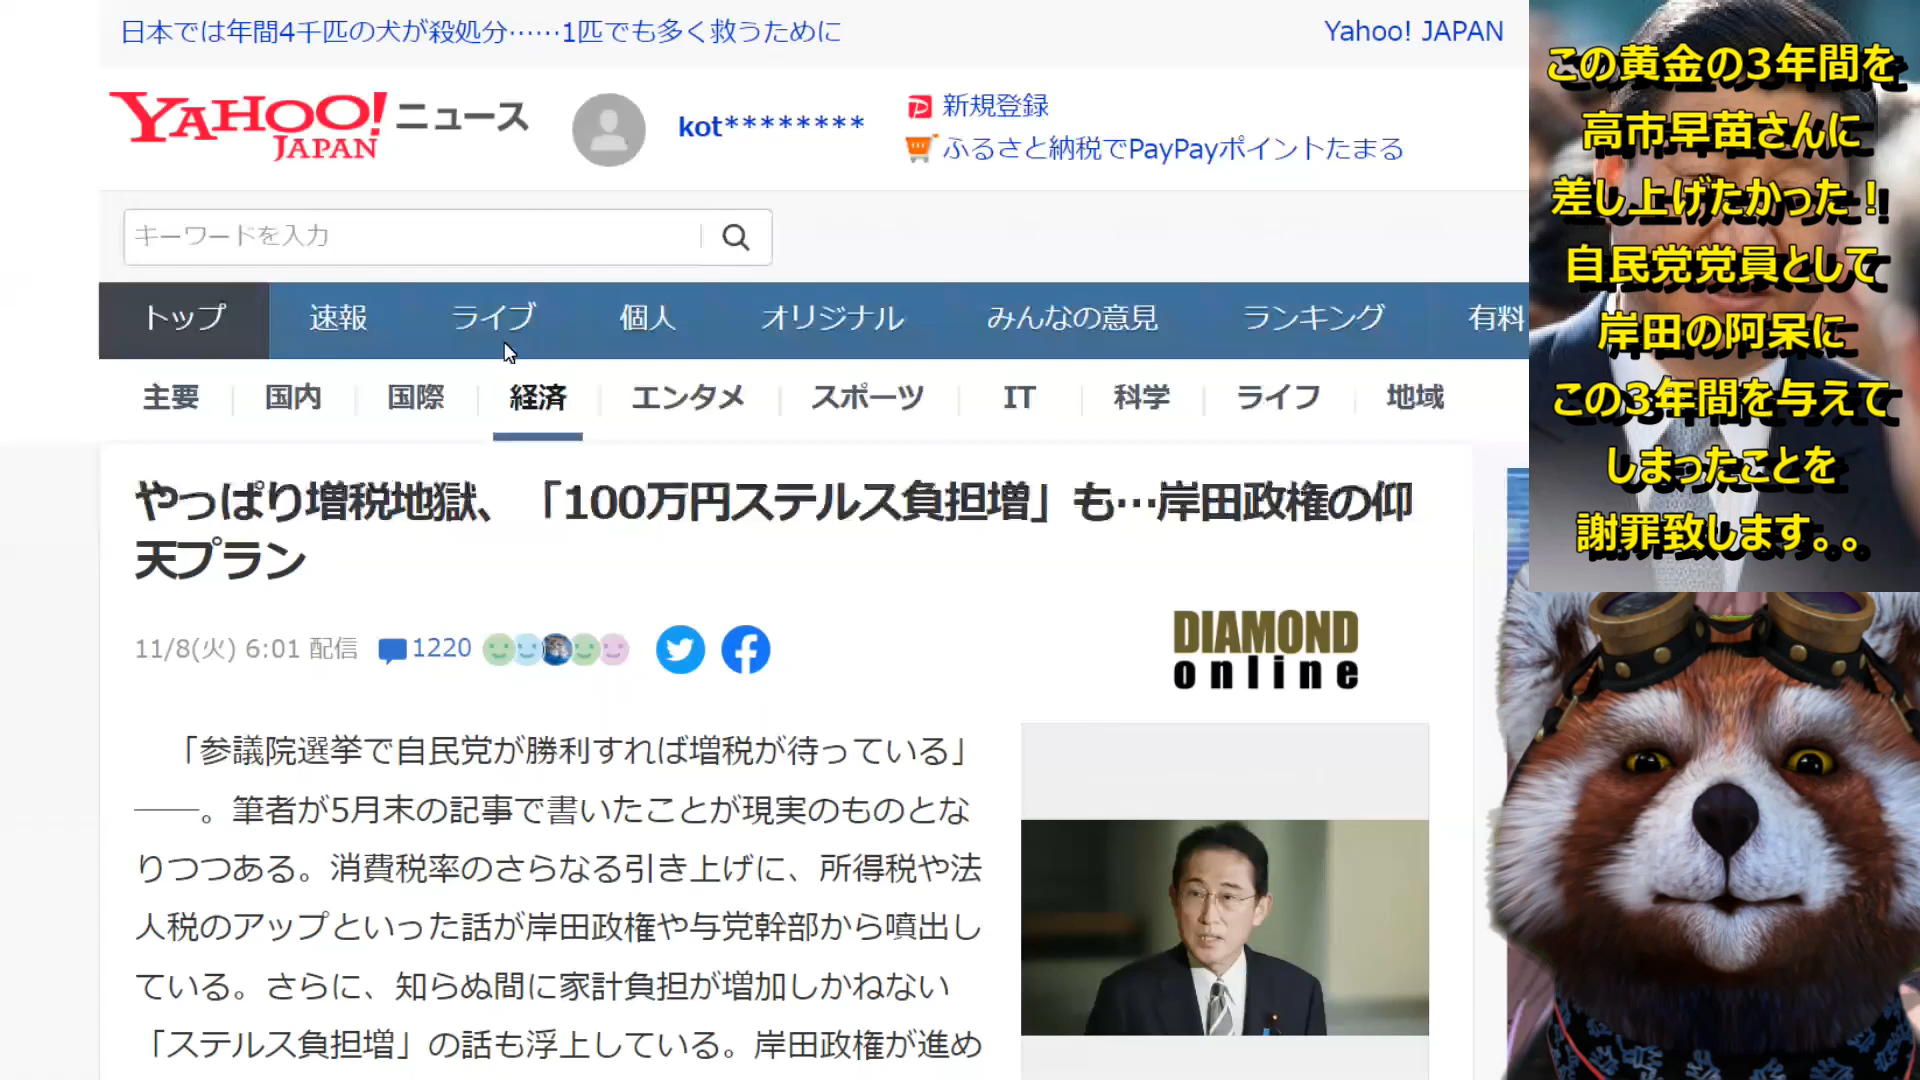 日本では年間4千匹の犬が殺処分……1匹でも多く救うために
Yahoo! JAPAN
YAHOO!
JAPAN
ニュース
kot********
新規登録
ふるさと納税でPayPayポイントたまる
キーワードを入力
トップ 速報 ライブ 個人 オリジナル みんなの意見 ランキング 有料
主要 国内 国際 経済 エンタメ スポーツ IT 科学 ライフ 地域
やっぱり増税地獄、「100万円ステルス負担増」も…岸田政権の仰
天プラン
11/8(火) 6:01 配信 1220
DIAMOND
online
「参議院選挙で自民党が勝利すれば増税が待っている」
――。筆者が5月末の記事で書いたことが現実のものとな
りつつある。消費税率のさらなる引き上げに、所得税や法
人税のアップといった話が岸田政権や与党幹部から噴出し
ている。さらに、知らぬ間に家計負担が増加しかねない
「ステルス負担増」の話も浮上している。岸田政権が進め
この黄金の3年間を
高市早苗さんに
差し上げたかった!
自民党党員として
岸田の阿呆に
この3年間を与えて
しまったことを
謝罪致します。。